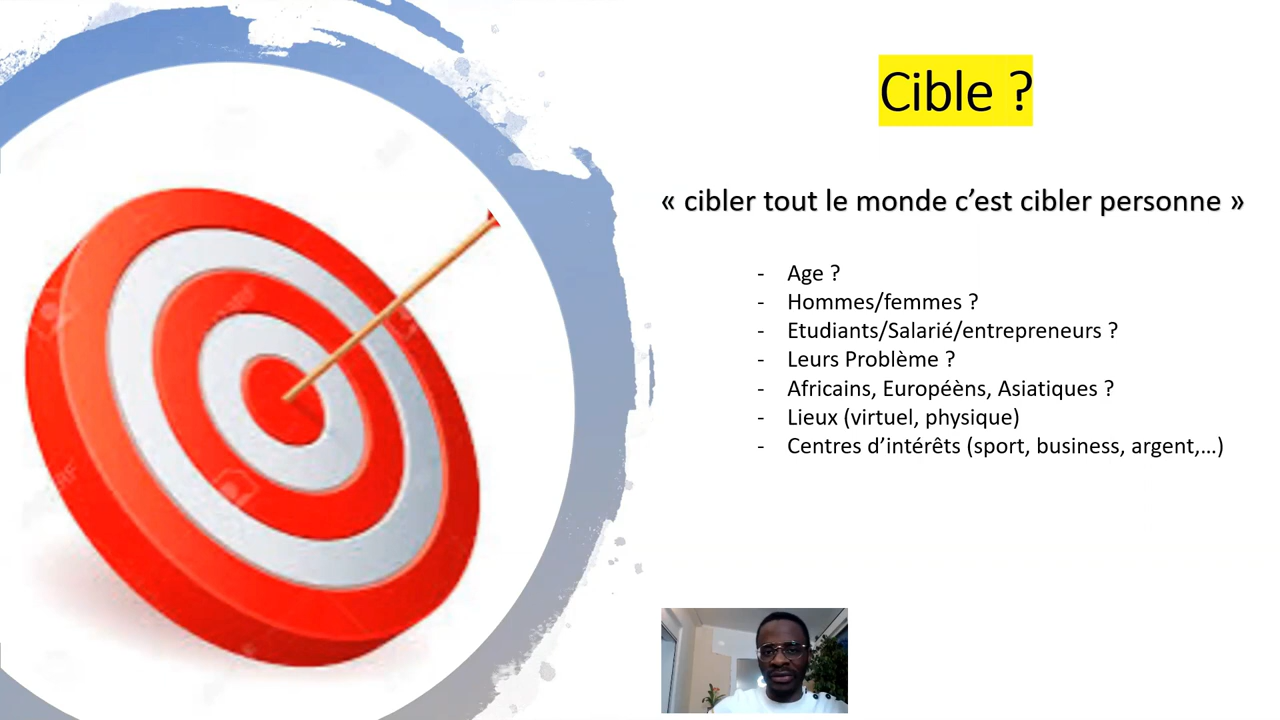 Cible ?
« cibler tout le monde c’est cibler personne »
- Age ?
- Hommes/femmes ?
- Etudiants/Salarié/entrepreneurs ?
- Leurs Problème ?
- Africains, Européèns, Asiatiques ?
- Lieux (virtuel, physique)
- Centres d’intérêts (sport, business, argent,…)